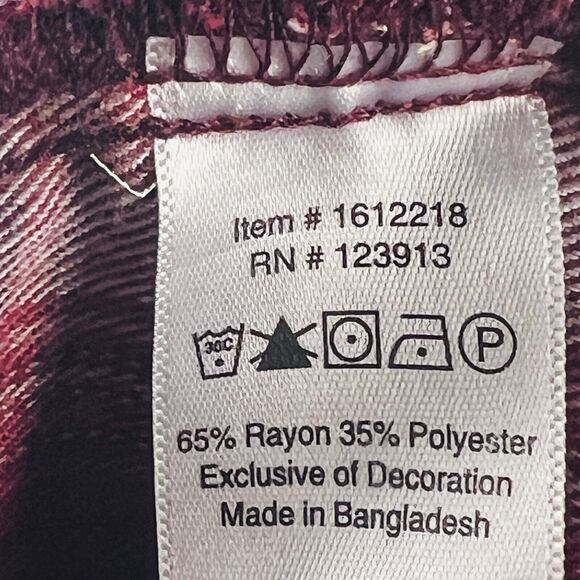 Item # 1612218
RN # 123913
30C P
65% Rayon 35% Polyester
Exclusive of Decoration
Made in Bangladesh